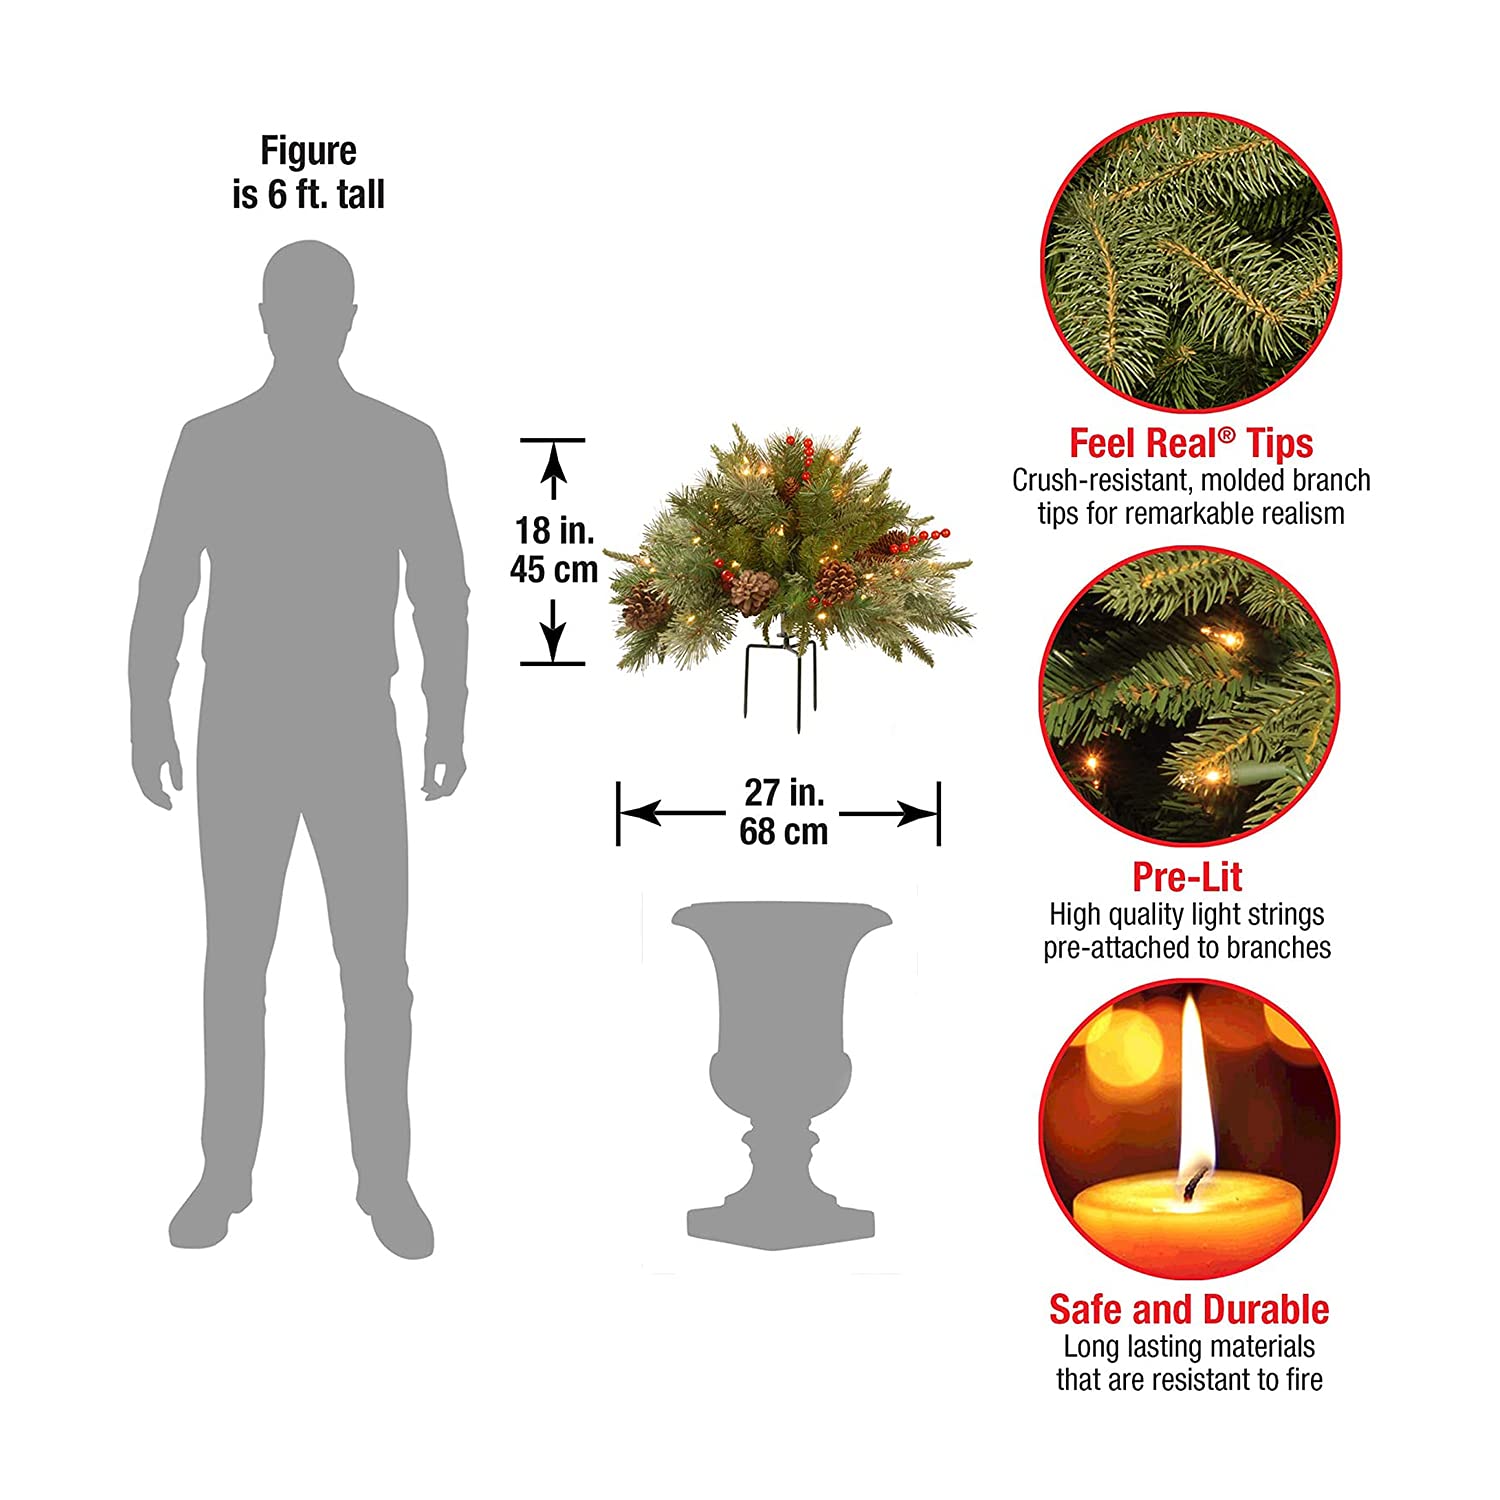 Figure
is 6 ft. tall
18 in.
45 cm
27 in.
68 cm
Feel Real® Tips
Crush-resistant, molded branch
tips for remarkable realism
Pre-Lit
High quality light strings
pre-attached to branches
Safe and Durable
Long lasting materials
that are resistant to fire